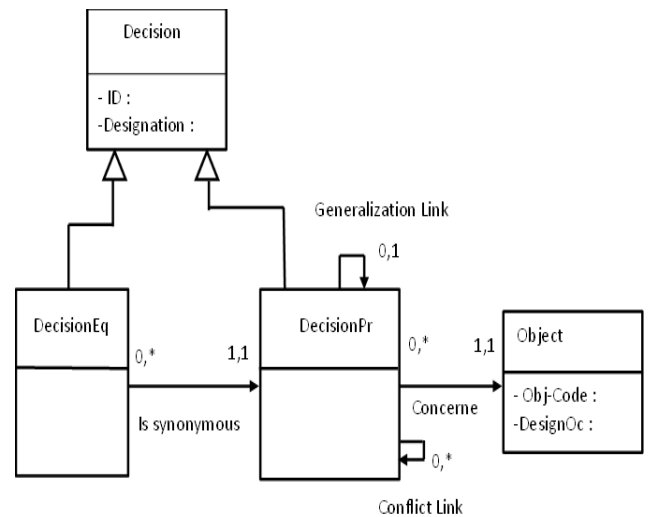 Decision
- ID :
-Designation :
Generalization Link
0,1
DecisionEq
DecisionPr
Object
0,*
1,1
0,*
1,1
- Obj-Code :
-DesignOc :
Is synonymous
Concerne
0,*
Conflict Link